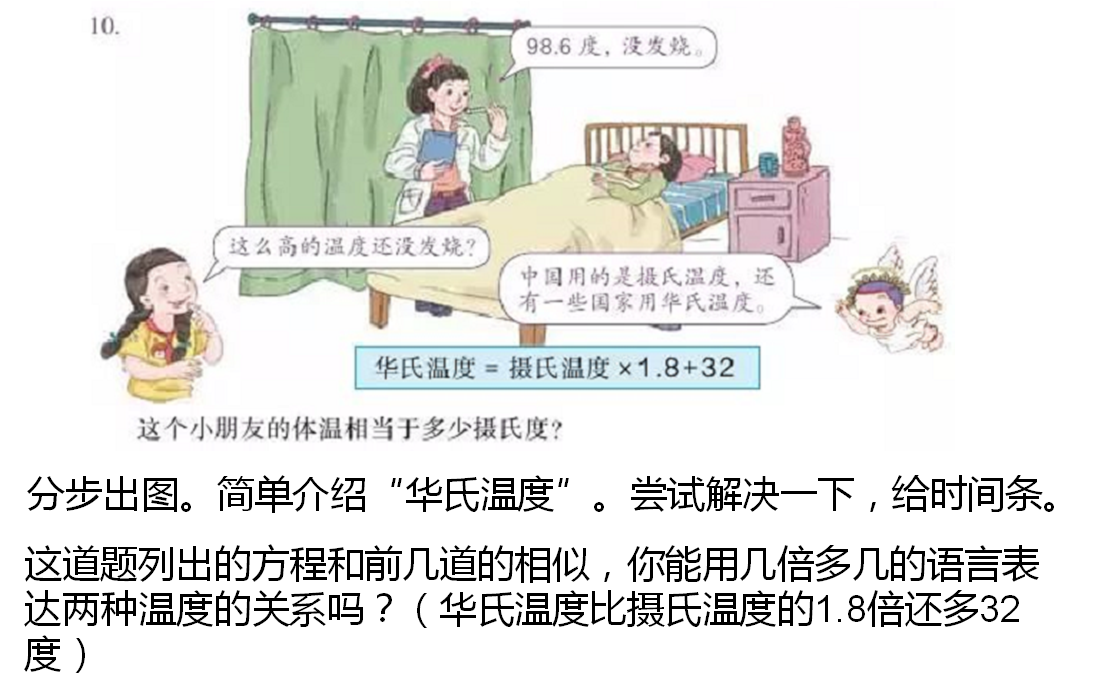 10.
98.6 度，没发烧。
这么高的温度还没发烧？
中国用的是摄氏温度，还
有一些国家用华氏温度。
华氏温度 = 摄氏温度 ×1.8+32
这个小朋友的体温相当于多少摄氏度？
分步出图。简单介绍“华氏温度”。尝试解决一下，给时间条。
这道题列出的方程和前几道的相似，你能用几倍多几的语言表
达两种温度的关系吗？（华氏温度比摄氏温度的1.8倍还多32
度）